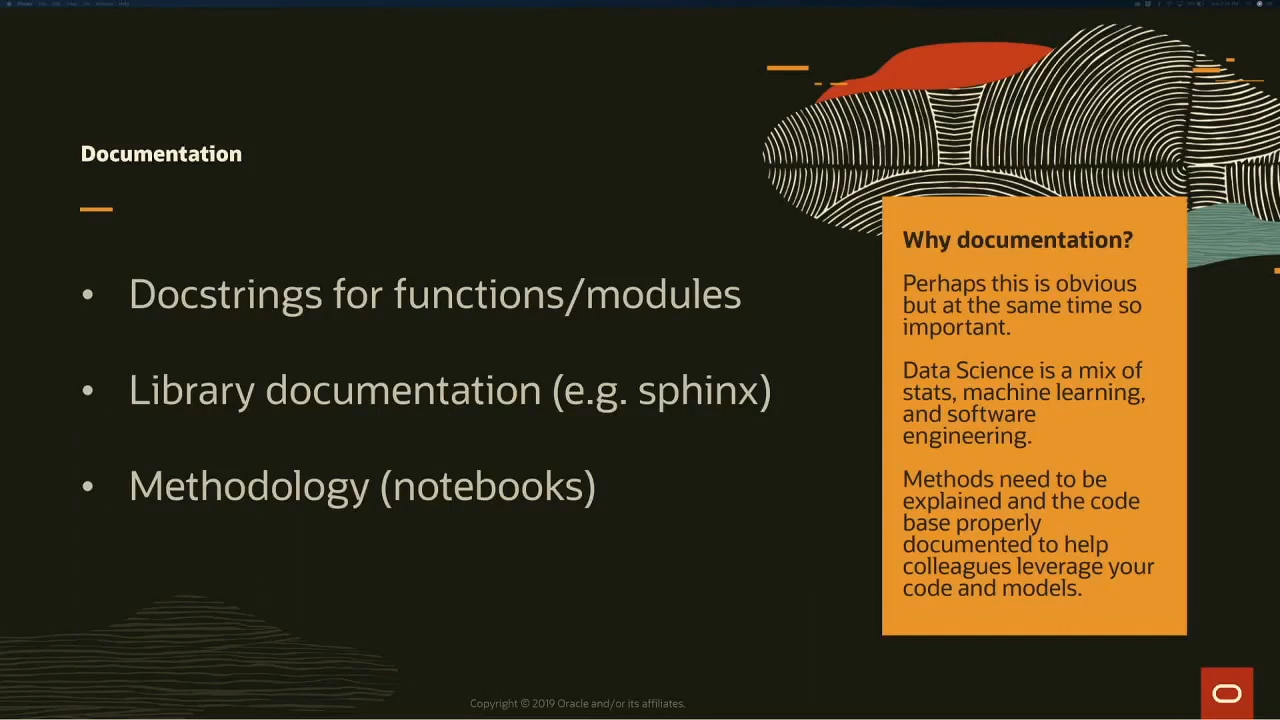 Documentation
• Docstrings for functions/modules
• Library documentation (e.g. sphinx)
• Methodology (notebooks)
Why documentation?
Perhaps this is obvious
but at the same time so
important.
Data Science is a mix of
stats, machine learning,
and software
engineering.
Methods need to be
explained and the code
base properly
documented to help
colleagues leverage your
code and models.
Copyright © 2019 Oracle and/or its affiliates.